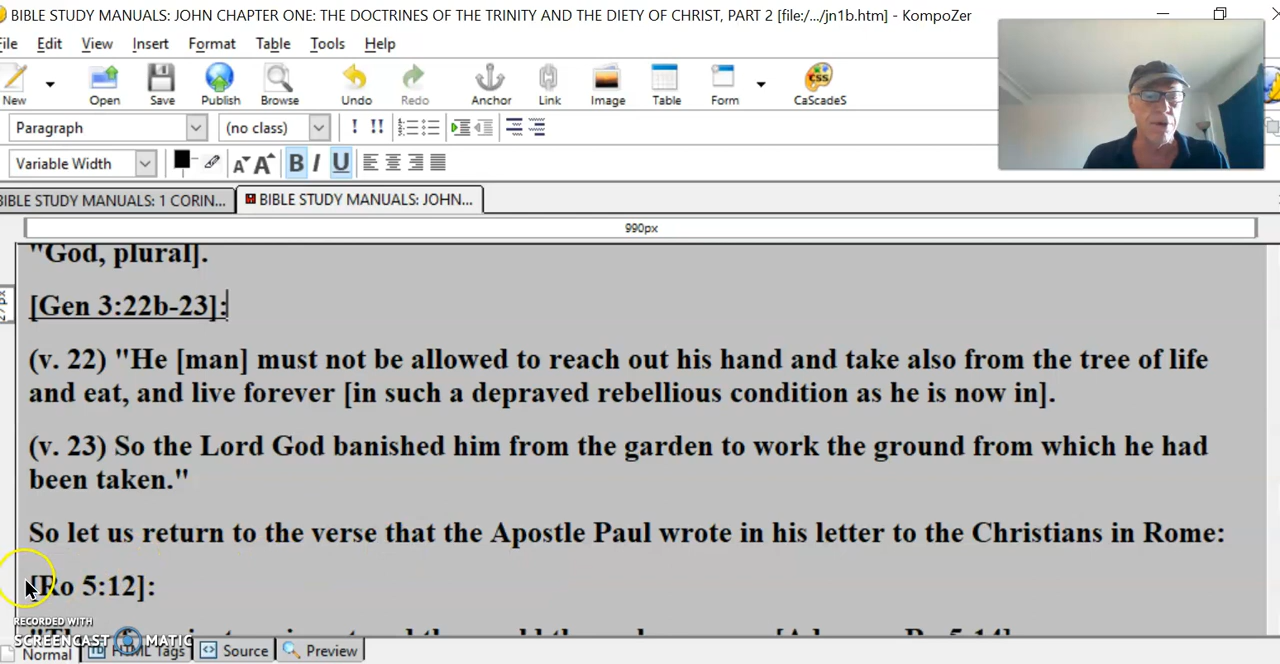 BIBLE STUDY MANUALS: JOHN CHAPTER ONE: THE DOCTRINES OF THE TRINITY AND THE DIETY OF CHRIST, PART 2 [file:/.../jn1b.htm] - KompoZer
File Edit View Insert Format Table Tools Help
New Open Save Publish Browse Undo Redo Anchor Link Image Table Form CaScadeS
Paragraph (no class) ! !!
Variable Width A A B I U
BIBLE STUDY MANUALS: 1 CORIN... BIBLE STUDY MANUALS: JOHN...
990px
"God, plural].
[Gen 3:22b-23]:
(v. 22) "He [man] must not be allowed to reach out his hand and take also from the tree of life
and eat, and live forever [in such a depraved rebellious condition as he is now in].
(v. 23) So the Lord God banished him from the garden to work the ground from which he had
been taken."
So let us return to the verse that the Apostle Paul wrote in his letter to the Christians in Rome:
[Ro 5:12]:
RECORDED WITH
SCREENCAST MATIC
Normal HTML Tags Source Preview